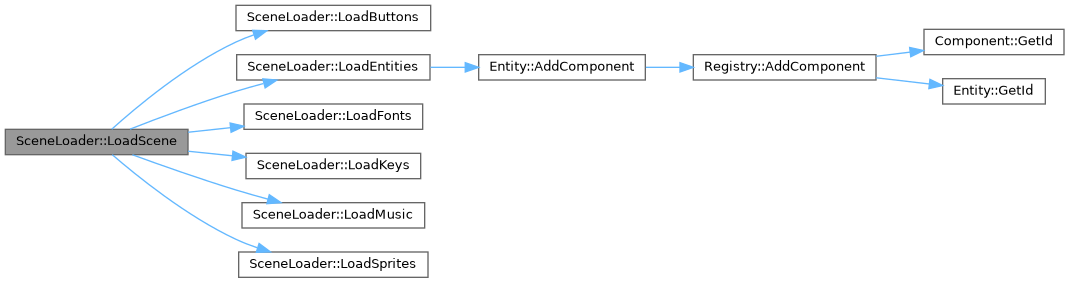 SceneLoader::LoadScene
SceneLoader::LoadButtons
SceneLoader::LoadEntities
Entity::AddComponent
Registry::AddComponent
Component::GetId
Entity::GetId
SceneLoader::LoadFonts
SceneLoader::LoadKeys
SceneLoader::LoadMusic
SceneLoader::LoadSprites